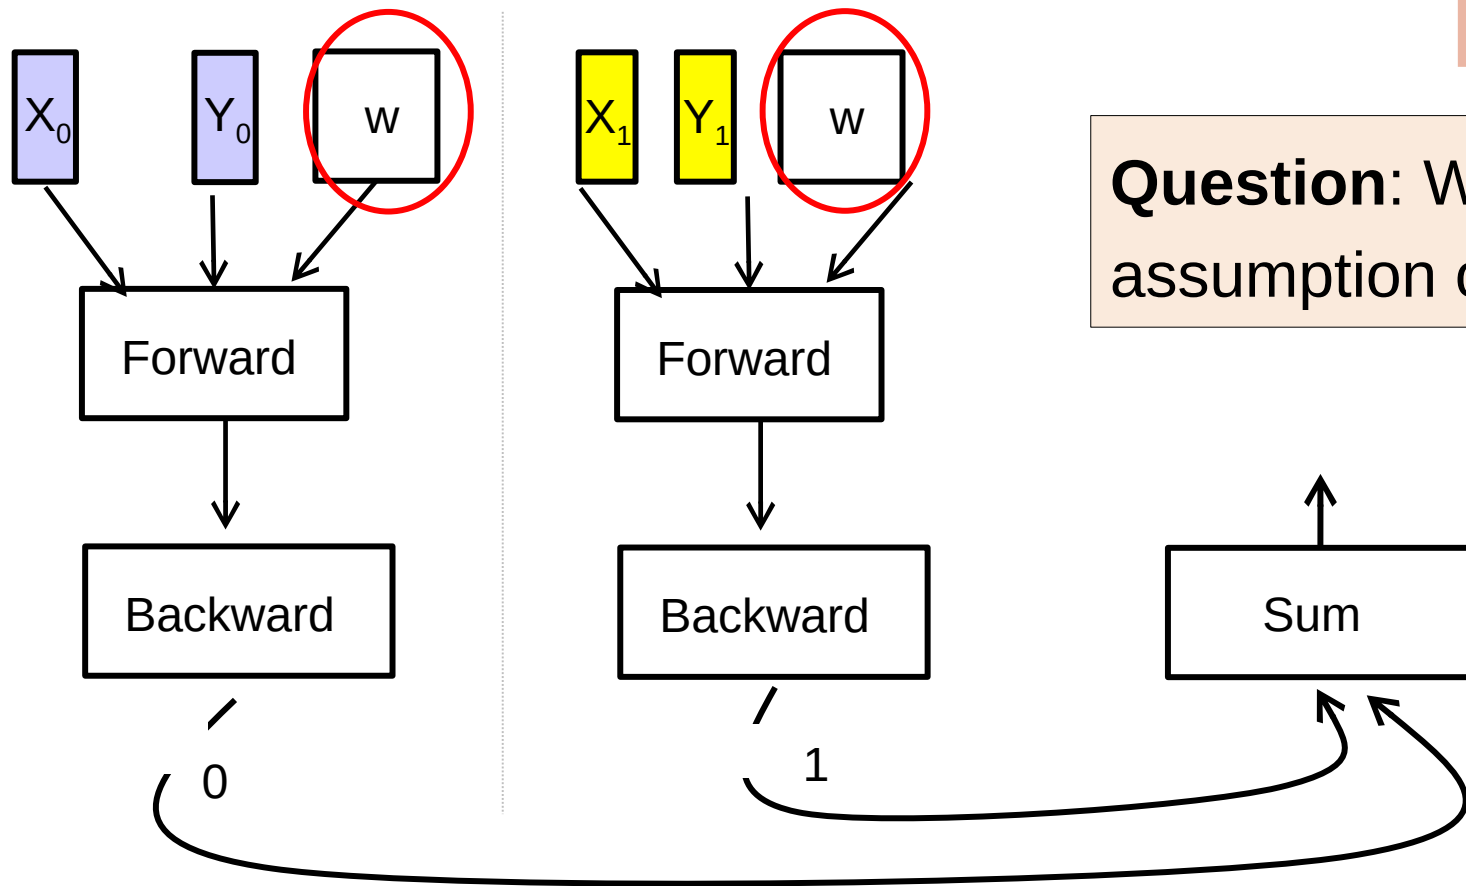 X0 Y0 w X1 Y1 w
Question: W
assumption
Forward Forward
Backward Backward Sum
0 1